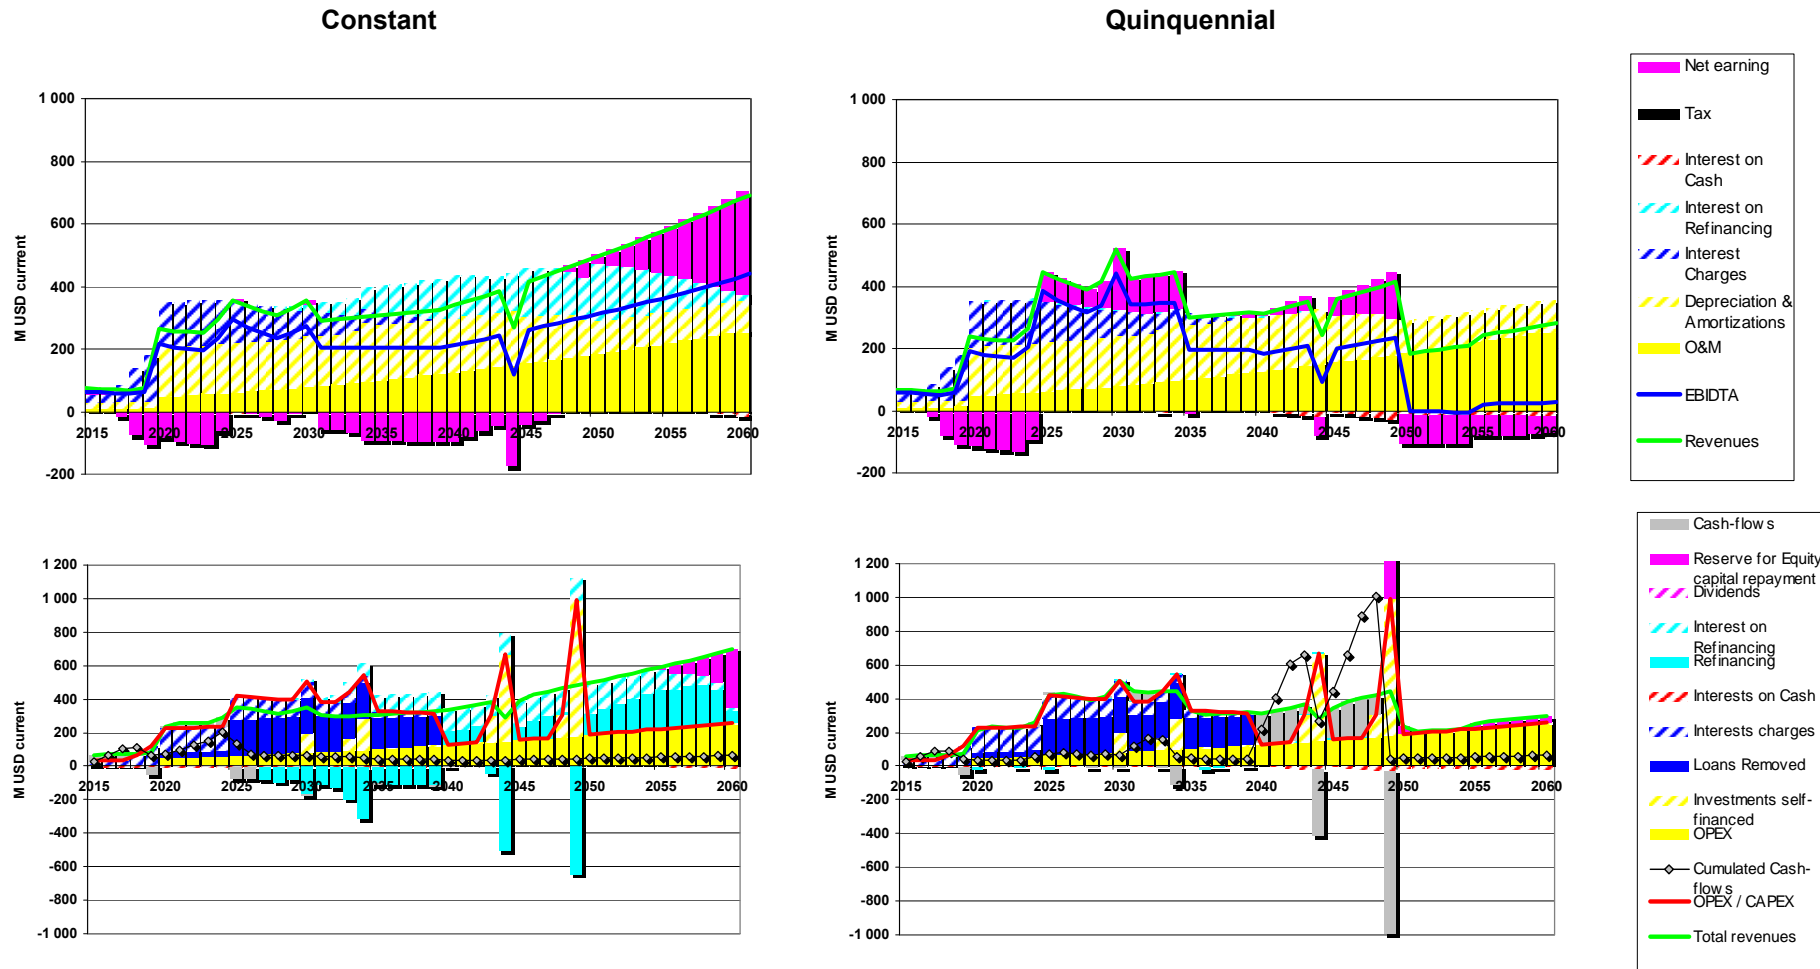 Constant
Quinquennial
1 000
800
600
400
200
0
-200
M USD currrent
2015 2020 2025 2030 2035 2040 2045 2050 2055 2060
1 000
800
600
400
200
0
-200
M USD currrent
2015 2020 2025 2030 2035 2040 2045 2050 2055 2060
Net earning
Tax
Interest on
Cash
Interest on
Refinancing
Interest
Charges
Depreciation &
Amortizations
O&M
EBIDTA
Revenues
1 200
1 000
800
600
400
200
0
-200
-400
-600
-800
-1 000
M USD current
2015 2020 2025 2030 2035 2040 2045 2050 2055 2060
1 200
1 000
800
600
400
200
0
-200
-400
-600
-800
-1 000
M USD current
2015 2020 2025 2030 2035 2040 2045 2050 2055 2060
Cash-flows
Reserve for Equity
capital repayment
Dividends
Interest on
Refinancing
Refinancing
Interests on Cash
Interests charges
Loans Removed
Investments self-
financed
OPEX
Cumulated Cash-
flows
OPEX / CAPEX
Total revenues